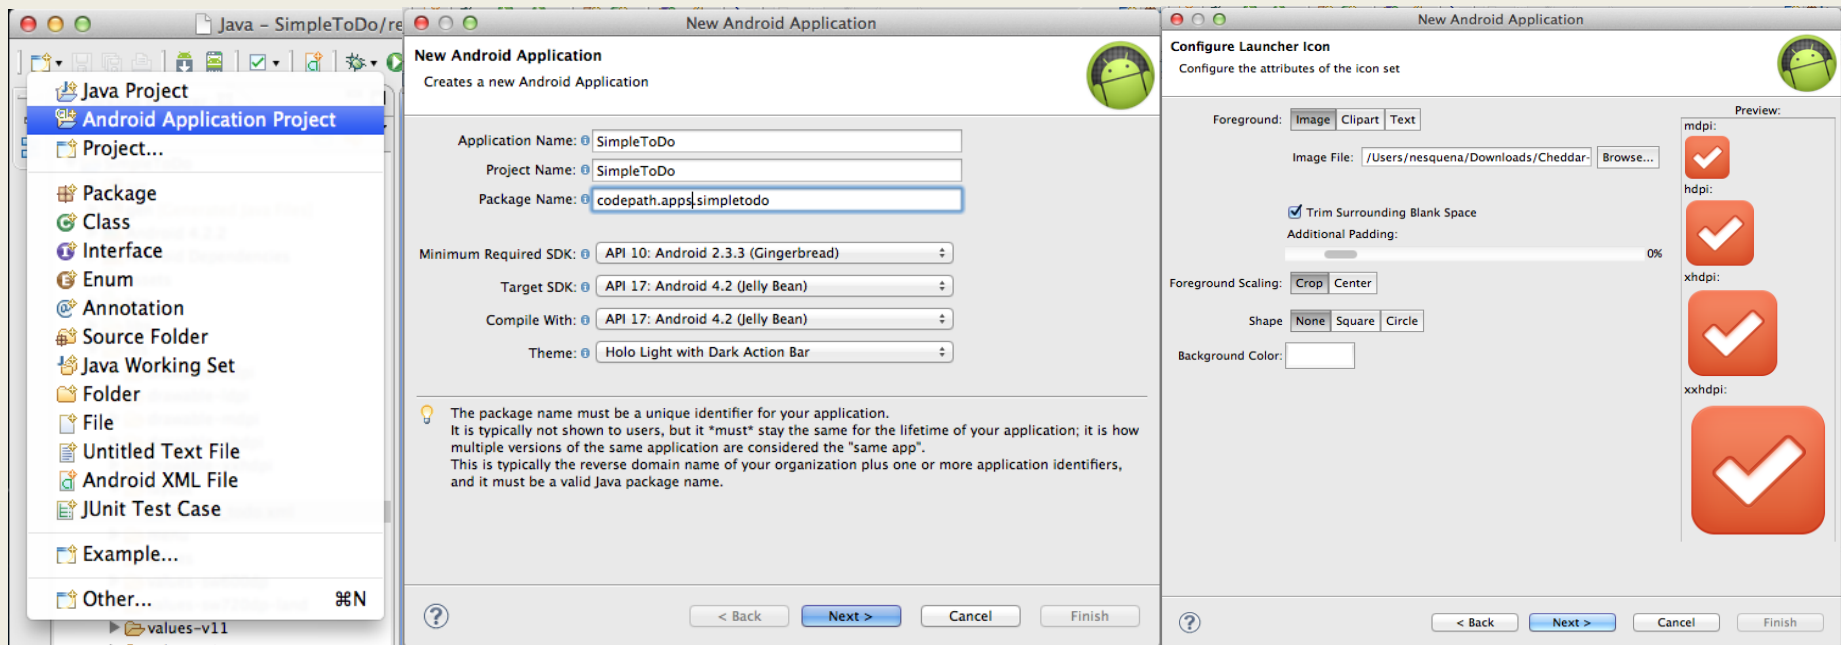 Java – SimpleToDo/re
Java Project
Android Application Project
Project...
Package
Class
Interface
Enum
Annotation
Source Folder
Java Working Set
Folder
File
Untitled Text File
Android XML File
JUnit Test Case
Example...
Other... ⌘N
values-v11
New Android Application
New Android Application
Creates a new Android Application
Application Name: SimpleToDo
Project Name: SimpleToDo
Package Name: codepath.apps.simpletodo
Minimum Required SDK: API 10: Android 2.3.3 (Gingerbread)
Target SDK: API 17: Android 4.2 (Jelly Bean)
Compile With: API 17: Android 4.2 (Jelly Bean)
Theme: Holo Light with Dark Action Bar
The package name must be a unique identifier for your application.
It is typically not shown to users, but it *must* stay the same for the lifetime of your application; it is how
multiple versions of the same application are considered the "same app".
This is typically the reverse domain name of your organization plus one or more application identifiers,
and it must be a valid Java package name.
? < Back Next > Cancel Finish
New Android Application
Configure Launcher Icon
Configure the attributes of the icon set
Foreground: Image Clipart Text
Image File: /Users/nesquena/Downloads/Cheddar- Browse...
Trim Surrounding Blank Space
Additional Padding:
0%
Foreground Scaling: Crop Center
Shape None Square Circle
Background Color:
Preview:
mdpi:
hdpi:
xhdpi:
xxhdpi:
? < Back Next > Cancel Finish